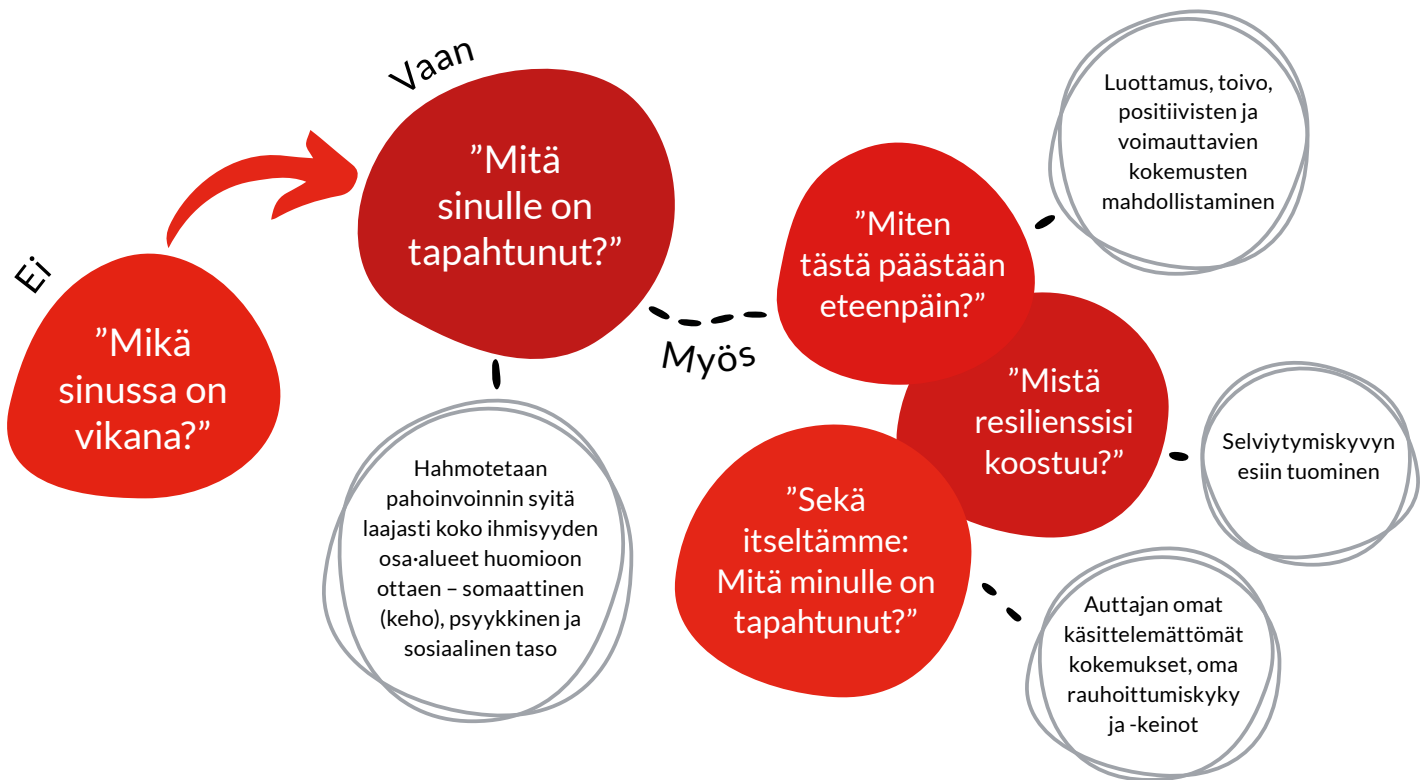 Ei
”Mikä
sinussa on
vikana?”
Vaan
”Mitä
sinulle on
tapahtunut?”
Hahmotetaan
pahoinvoinnin syitä
laajasti koko ihmisyyden
osa·alueet huomioon
ottaen – somaattinen
(keho), psyykkinen ja
sosiaalinen taso
Myös
”Miten
tästä päästään
eteenpäin?”
Luottamus, toivo,
positiivisten ja
voimauttavien
kokemusten
mahdollistaminen
”Mistä
resilienssisi
koostuu?”
Selviytymiskyvyn
esiin tuominen
”Sekä
itseltämme:
Mitä minulle on
tapahtunut?”
Auttajan omat
käsittelemättömät
kokemukset, oma
rauhoittumiskyky
ja -keinot